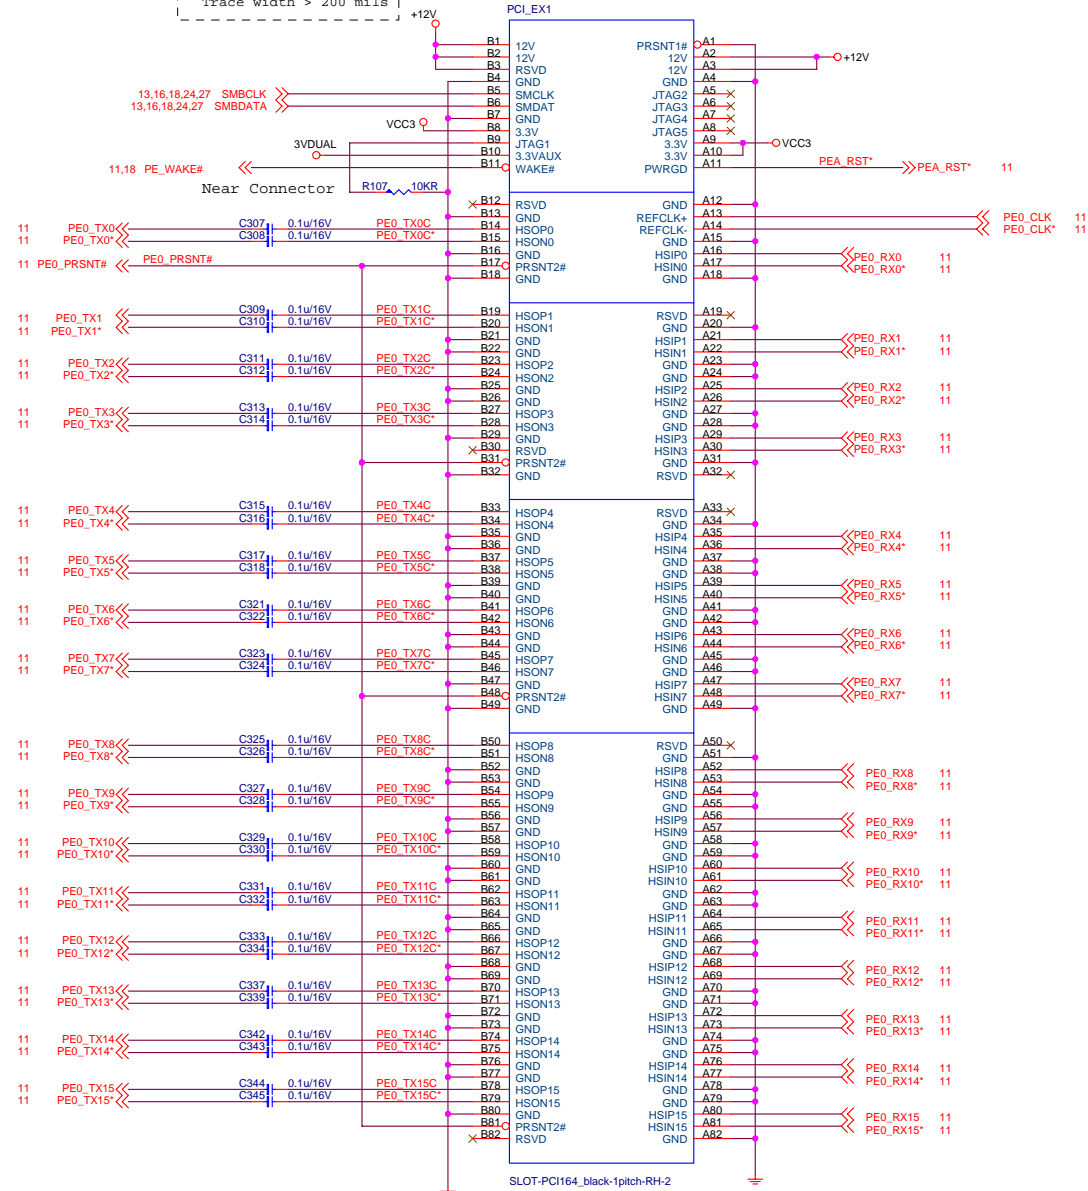 Trace width > 200 mils
+12V
PCI_EX1
B1 12V PRSNT1# A1
B2 12V 12V A2 +12V
B3 RSVD 12V A3
B4 GND GND A4
13,16,18,24,27 SMBCLK B5 SMCLK JTAG2 A5
13,16,18,24,27 SMBDATA B6 SMDAT JTAG3 A6
B7 GND JTAG4 A7
VCC3 B8 3.3V JTAG5 A8
B9 JTAG1 3.3V A9 VCC3
3VDUAL B10 3.3VAUX 3.3V A10
11,18 PE_WAKE# B11 WAKE# PWRGD A11 PEA_RST* PEA_RST* 11
Near Connector R107 10KR
B12 RSVD GND A12
B13 GND REFCLK+ A13 PE0_CLK 11
11 PE0_TX0 C307 0.1u/16V PE0_TX0C B14 HSOP0 REFCLK- A14 PE0_CLK* 11
11 PE0_TX0* C308 0.1u/16V PE0_TX0C* B15 HSON0 GND A15
B16 GND HSIP0 A16 PE0_RX0 11
11 PE0_PRSNT# PE0_PRSNT# B17 PRSNT2# HSIN0 A17 PE0_RX0* 11
B18 GND GND A18
11 PE0_TX1 C309 0.1u/16V PE0_TX1C B19 HSOP1 RSVD A19
11 PE0_TX1* C310 0.1u/16V PE0_TX1C* B20 HSON1 GND A20
B21 GND HSIP1 A21 PE0_RX1 11
B22 GND HSIN1 A22 PE0_RX1* 11
11 PE0_TX2 C311 0.1u/16V PE0_TX2C B23 HSOP2 GND A23
11 PE0_TX2* C312 0.1u/16V PE0_TX2C* B24 HSON2 GND A24
B25 GND HSIP2 A25 PE0_RX2 11
B26 GND HSIN2 A26 PE0_RX2* 11
11 PE0_TX3 C313 0.1u/16V PE0_TX3C B27 HSOP3 GND A27
11 PE0_TX3* C314 0.1u/16V PE0_TX3C* B28 HSON3 GND A28
B29 GND HSIP3 A29 PE0_RX3 11
B30 RSVD HSIN3 A30 PE0_RX3* 11
B31 PRSNT2# GND A31
B32 GND RSVD A32
11 PE0_TX4 C315 0.1u/16V PE0_TX4C B33 HSOP4 RSVD A33
11 PE0_TX4* C316 0.1u/16V PE0_TX4C* B34 HSON4 GND A34
B35 GND HSIP4 A35 PE0_RX4 11
B36 GND HSIN4 A36 PE0_RX4* 11
11 PE0_TX5 C317 0.1u/16V PE0_TX5C B37 HSOP5 GND A37
11 PE0_TX5* C318 0.1u/16V PE0_TX5C* B38 HSON5 GND A38
B39 GND HSIP5 A39 PE0_RX5 11
B40 GND HSIN5 A40 PE0_RX5* 11
11 PE0_TX6 C321 0.1u/16V PE0_TX6C B41 HSOP6 GND A41
11 PE0_TX6* C322 0.1u/16V PE0_TX6C* B42 HSON6 GND A42
B43 GND HSIP6 A43 PE0_RX6 11
B44 GND HSIN6 A44 PE0_RX6* 11
11 PE0_TX7 C323 0.1u/16V PE0_TX7C B45 HSOP7 GND A45
11 PE0_TX7* C324 0.1u/16V PE0_TX7C* B46 HSON7 GND A46
B47 GND HSIP7 A47 PE0_RX7 11
B48 PRSNT2# HSIN7 A48 PE0_RX7* 11
B49 GND GND A49
11 PE0_TX8 C325 0.1u/16V PE0_TX8C B50 HSOP8 RSVD A50
11 PE0_TX8* C326 0.1u/16V PE0_TX8C* B51 HSON8 GND A51
B52 GND HSIP8 A52 PE0_RX8 11
B53 GND HSIN8 A53 PE0_RX8* 11
11 PE0_TX9 C327 0.1u/16V PE0_TX9C B54 HSOP9 GND A54
11 PE0_TX9* C328 0.1u/16V PE0_TX9C* B55 HSON9 GND A55
B56 GND HSIP9 A56 PE0_RX9 11
B57 GND HSIN9 A57 PE0_RX9* 11
11 PE0_TX10 C329 0.1u/16V PE0_TX10C B58 HSOP10 GND A58
11 PE0_TX10* C330 0.1u/16V PE0_TX10C* B59 HSON10 GND A59
B60 GND HSIP10 A60 PE0_RX10 11
B61 GND HSIN10 A61 PE0_RX10* 11
11 PE0_TX11 C331 0.1u/16V PE0_TX11C B62 HSOP11 GND A62
11 PE0_TX11* C332 0.1u/16V PE0_TX11C* B63 HSON11 GND A63
B64 GND HSIP11 A64 PE0_RX11 11
B65 GND HSIN11 A65 PE0_RX11* 11
11 PE0_TX12 C333 0.1u/16V PE0_TX12C B66 HSOP12 GND A66
11 PE0_TX12* C334 0.1u/16V PE0_TX12C* B67 HSON12 GND A67
B68 GND HSIP12 A68 PE0_RX12 11
B69 GND HSIN12 A69 PE0_RX12* 11
11 PE0_TX13 C337 0.1u/16V PE0_TX13C B70 HSOP13 GND A70
11 PE0_TX13* C339 0.1u/16V PE0_TX13C* B71 HSON13 GND A71
B72 GND HSIP13 A72 PE0_RX13 11
B73 GND HSIN13 A73 PE0_RX13* 11
11 PE0_TX14 C342 0.1u/16V PE0_TX14C B74 HSOP14 GND A74
11 PE0_TX14* C343 0.1u/16V PE0_TX14C* B75 HSON14 GND A75
B76 GND HSIP14 A76 PE0_RX14 11
B77 GND HSIN14 A77 PE0_RX14* 11
11 PE0_TX15 C344 0.1u/16V PE0_TX15C B78 HSOP15 GND A78
11 PE0_TX15* C345 0.1u/16V PE0_TX15C* B79 HSON15 GND A79
B80 GND HSIP15 A80 PE0_RX15 11
B81 PRSNT2# HSIN15 A81 PE0_RX15* 11
B82 RSVD GND A82
SLOT-PCI164_black-1pitch-RH-2